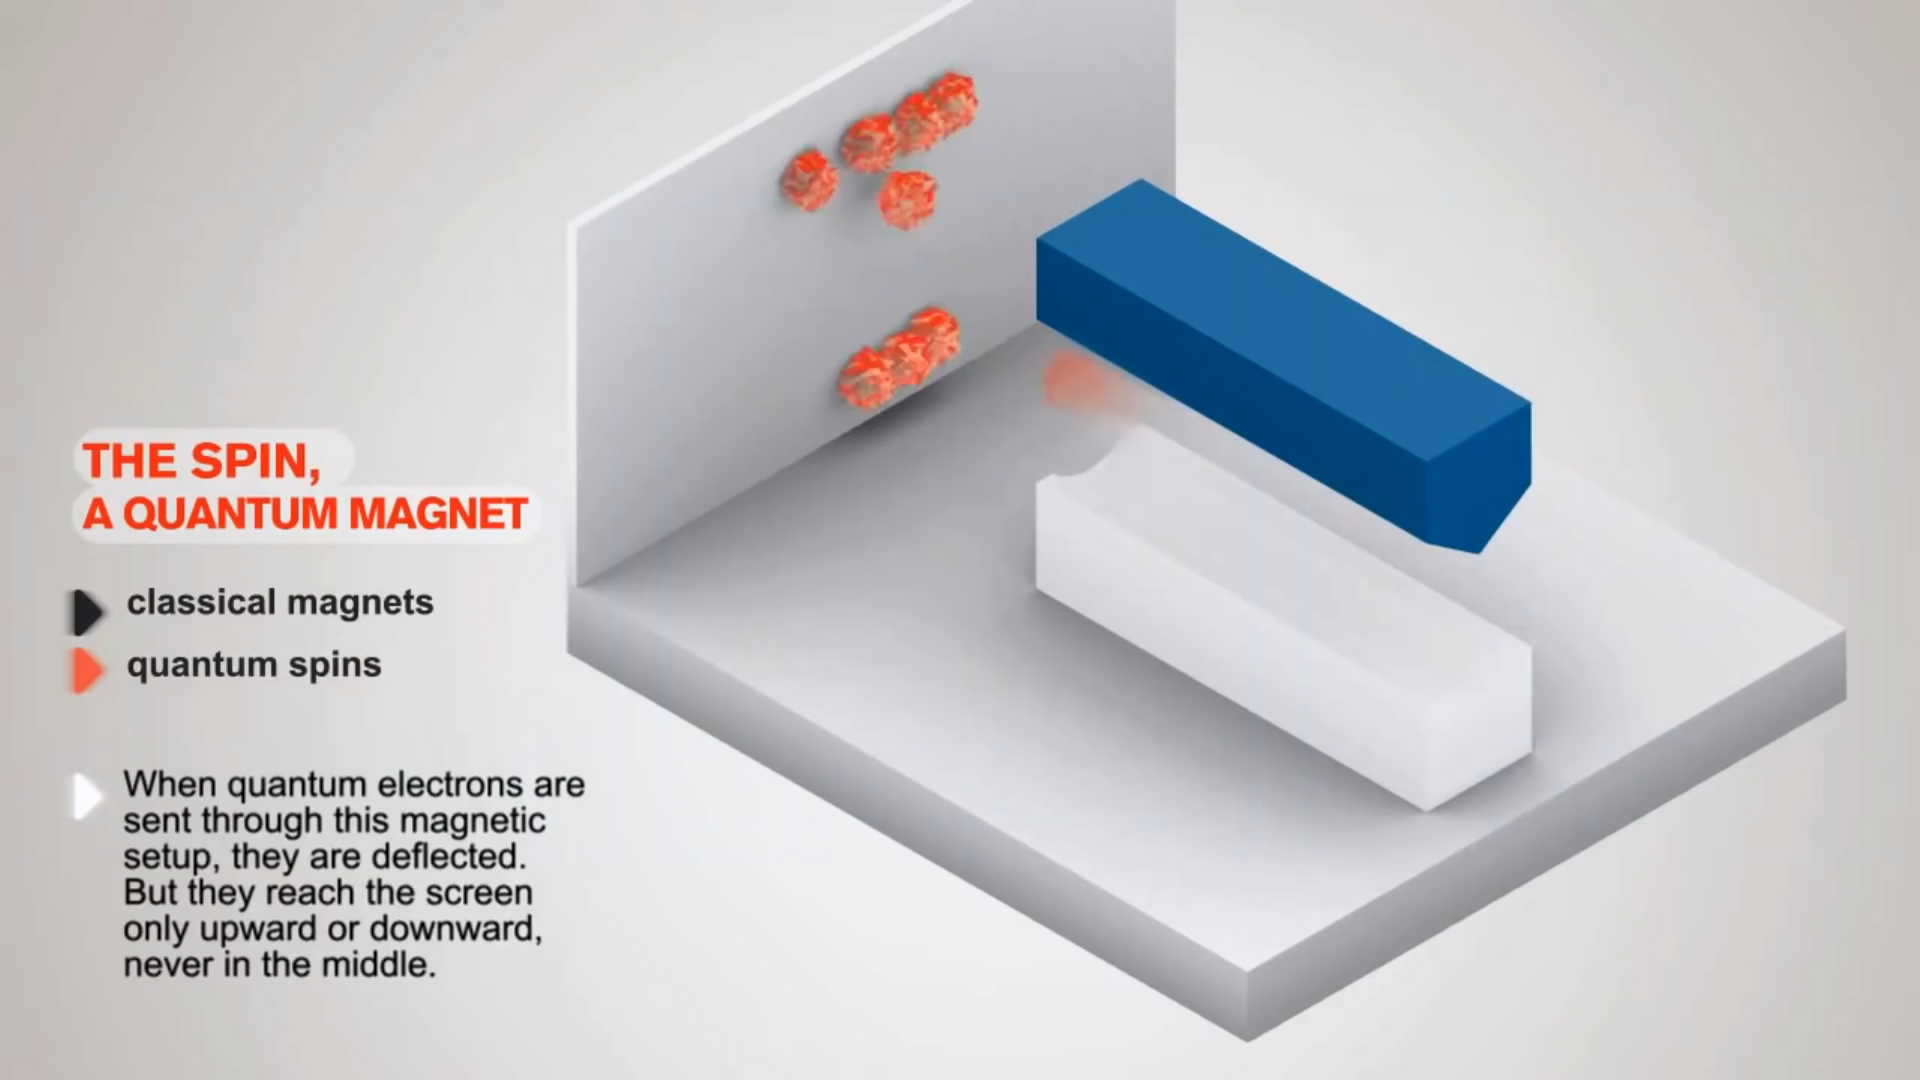 THE SPIN,
A QUANTUM MAGNET
classical magnets
quantum spins
When quantum electrons are
sent through this magnetic
setup, they are deflected.
But they reach the screen
only upward or downward,
never in the middle.